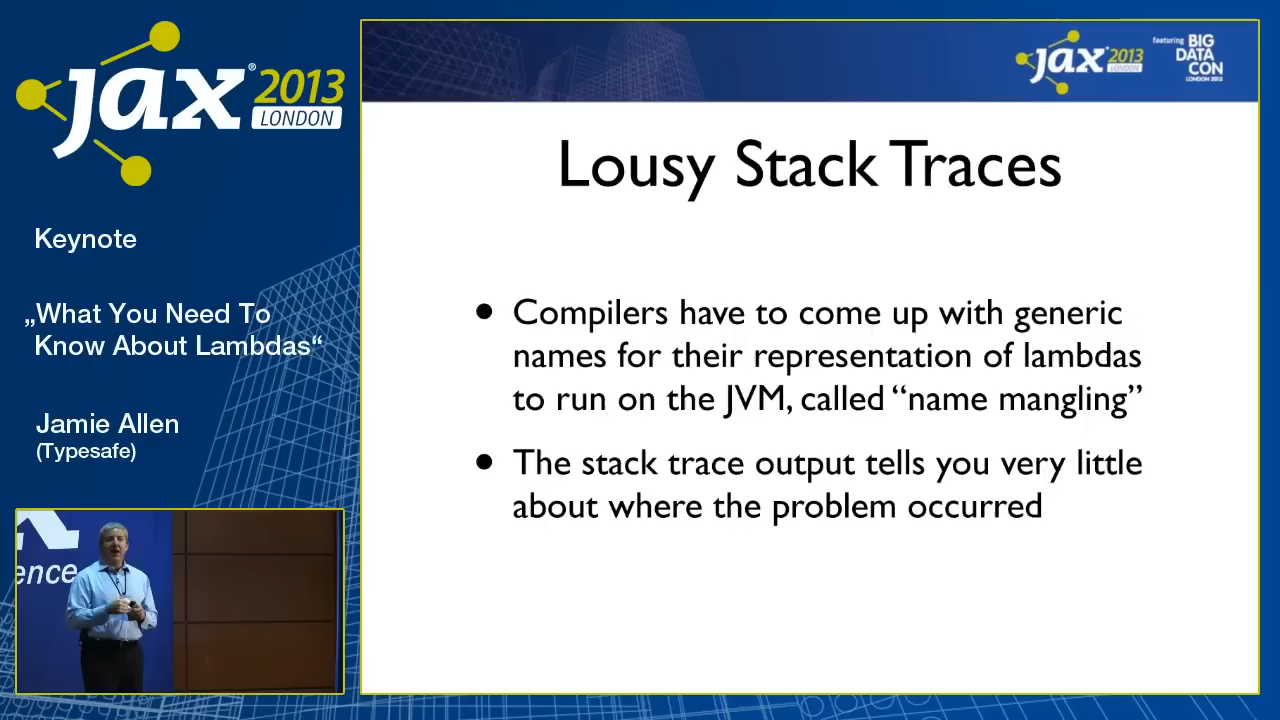 jax® 2013
LONDON
Keynote
„What You Need To
Know About Lambdas“
Jamie Allen
(Typesafe)
ence
jax® 2013
LONDON
featuring BIG
DATA
CON
LONDON 2013
Lousy Stack Traces
• Compilers have to come up with generic
names for their representation of lambdas
to run on the JVM, called “name mangling”
• The stack trace output tells you very little
about where the problem occurred